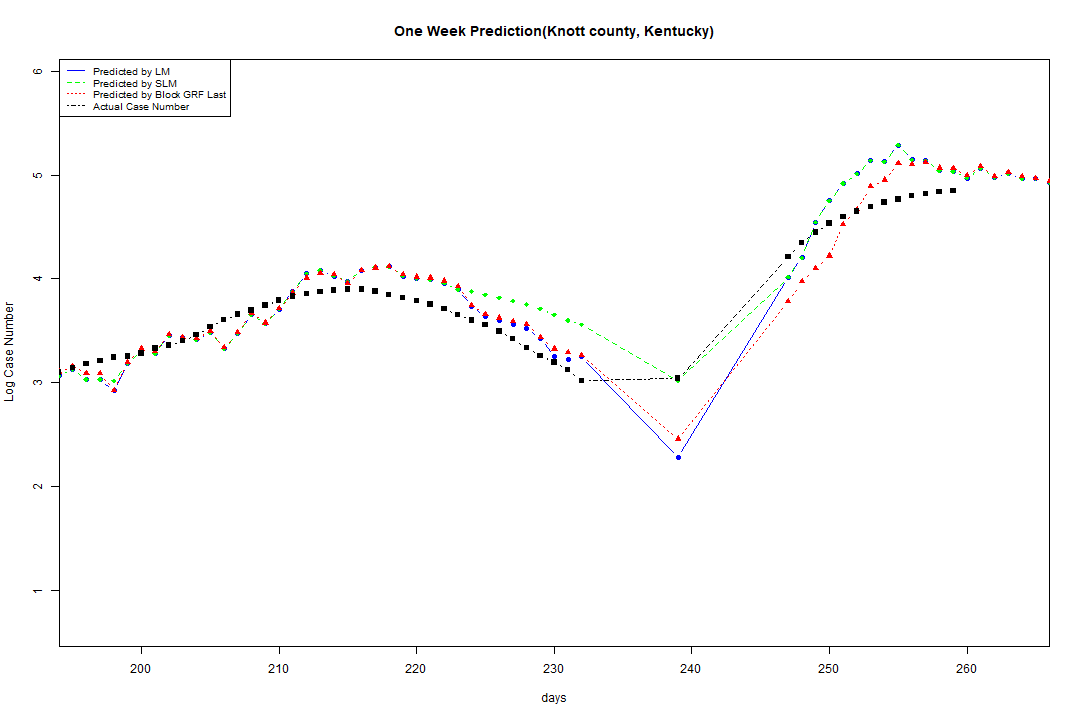 One Week Prediction(Knott county, Kentucky)
Predicted by LM
Predicted by SLM
Predicted by Block GRF Last
Actual Case Number
6
5
4
3
2
1
Log Case Number
200 210 220 230 240 250 260
days